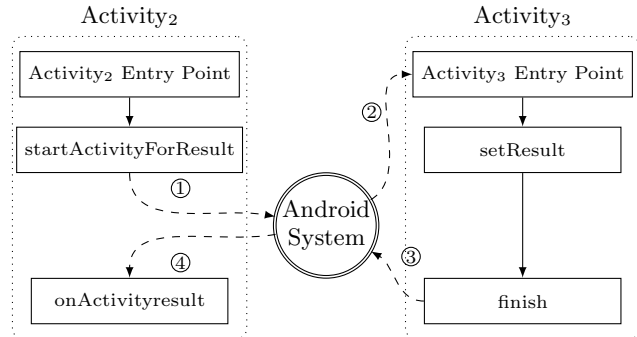 Activity₂
Activity₂ Entry Point
startActivityForResult
①
④
onActivityresult
Android
System
Activity₃
②
Activity₃ Entry Point
setResult
③
finish